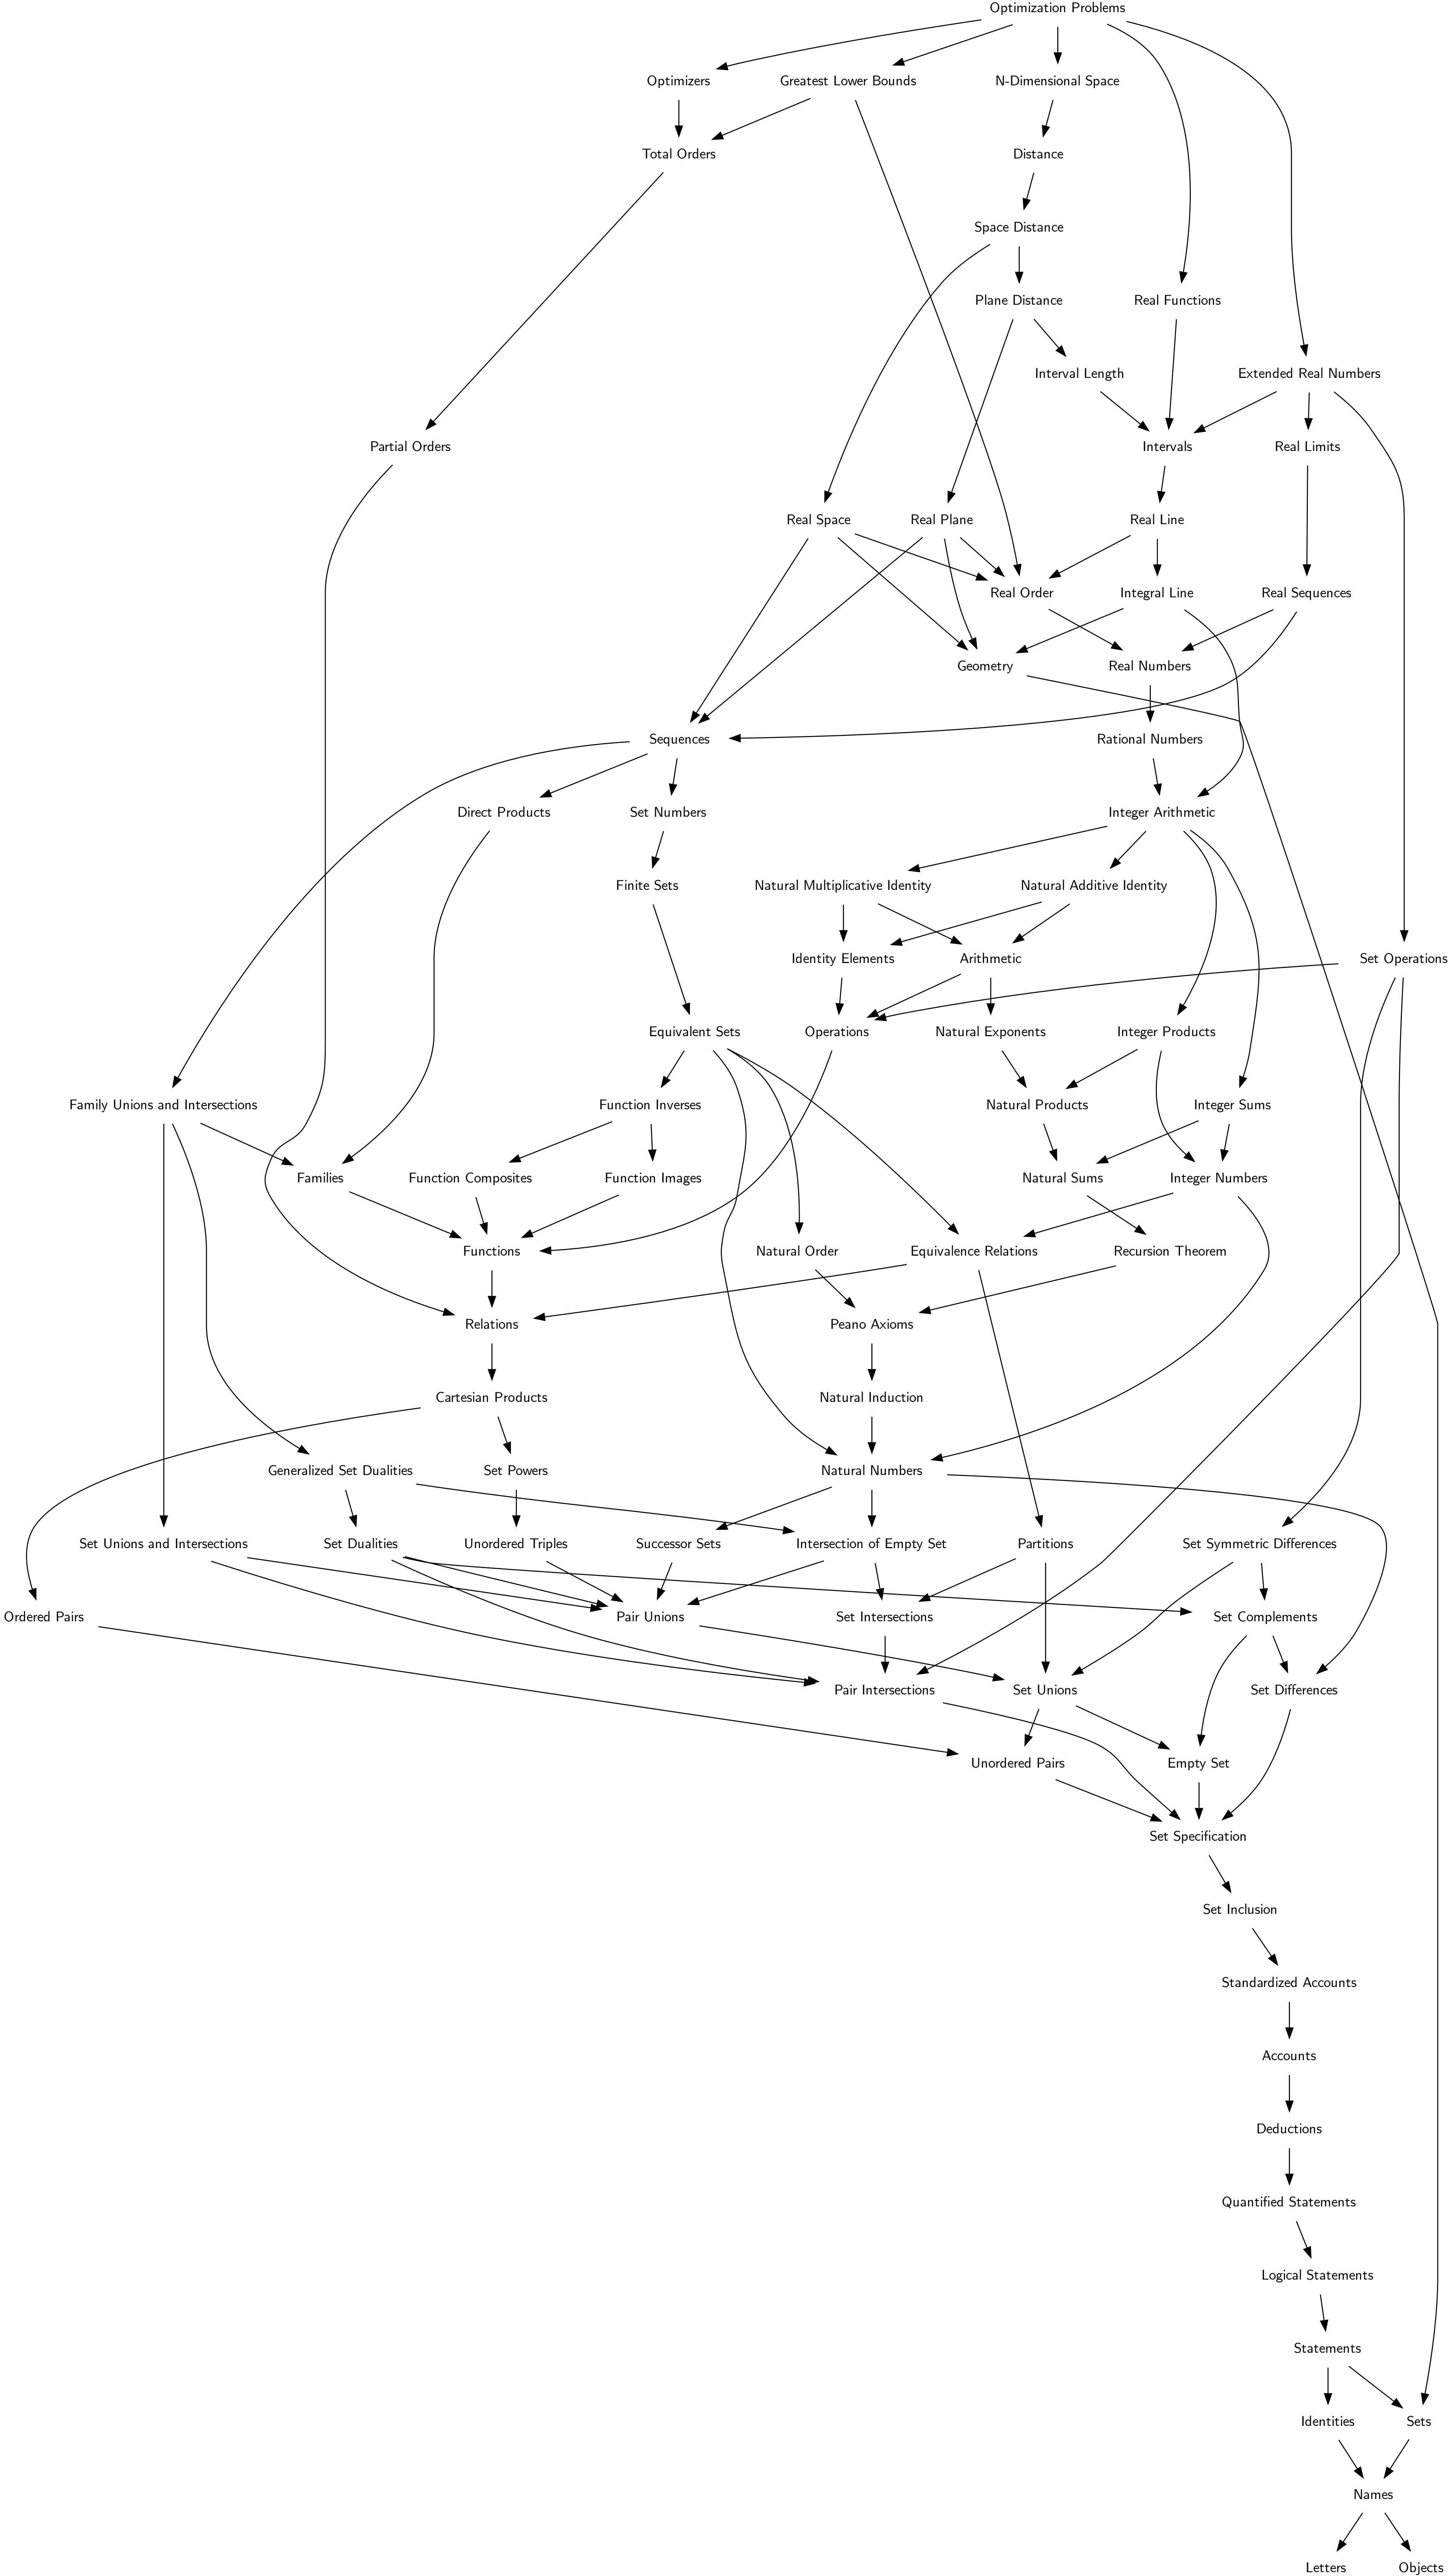 Optimization Problems
Optimizers
Greatest Lower Bounds
N-Dimensional Space
Total Orders
Distance
Space Distance
Plane Distance
Real Functions
Interval Length
Extended Real Numbers
Partial Orders
Intervals
Real Limits
Real Space
Real Plane
Real Line
Real Order
Integral Line
Real Sequences
Geometry
Real Numbers
Sequences
Rational Numbers
Direct Products
Set Numbers
Integer Arithmetic
Finite Sets
Natural Multiplicative Identity
Natural Additive Identity
Identity Elements
Arithmetic
Set Operations
Equivalent Sets
Operations
Natural Exponents
Integer Products
Family Unions and Intersections
Function Inverses
Natural Products
Integer Sums
Families
Function Composites
Function Images
Natural Sums
Integer Numbers
Functions
Natural Order
Equivalence Relations
Recursion Theorem
Relations
Peano Axioms
Cartesian Products
Natural Induction
Generalized Set Dualities
Set Powers
Natural Numbers
Set Unions and Intersections
Set Dualities
Unordered Triples
Successor Sets
Intersection of Empty Set
Partitions
Set Symmetric Differences
Ordered Pairs
Pair Unions
Set Intersections
Set Complements
Pair Intersections
Set Unions
Set Differences
Unordered Pairs
Empty Set
Set Specification
Set Inclusion
Standardized Accounts
Accounts
Deductions
Quantified Statements
Logical Statements
Statements
Identities
Sets
Names
Letters
Objects